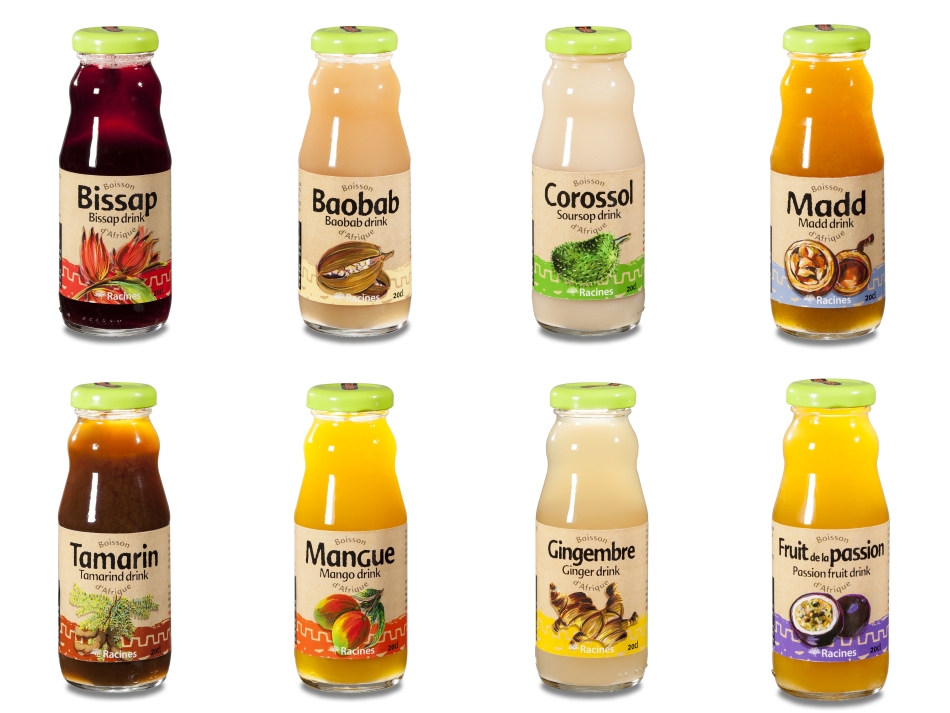 Boisson
Bissap
Bissap drink
d'Afrique
Racines
Boisson
Baobab
Baobab drink
d'Afrique
Racines
20cl
Boisson
Corossol
Soursop drink
d'Afrique
Racines
20cl
Boisson
Madd
Madd drink
d'Afrique
Racines
20cl
Boisson
Tamarin
Tamarind drink
d'Afrique
Racines
20cl
Boisson
Mangue
Mango drink
d'Afrique
Racines
20cl
Boisson
Gingembre
Ginger drink
d'Afrique
Racines
20cl
Boisson
Fruit de la passion
Passion fruit drink
d'Afrique
Racines
20cl